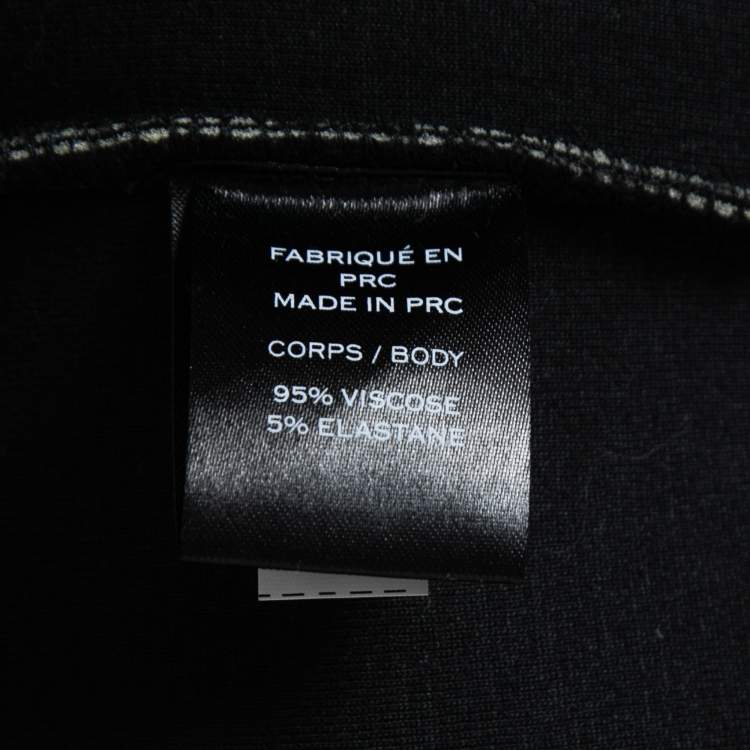 FABRIQUÉ EN
PRC
MADE IN PRC
CORPS / BODY
95% VISCOSE
5% ELASTANE